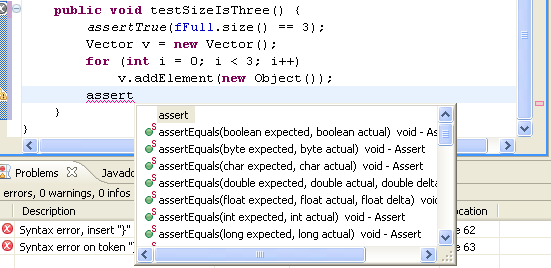 public void testSizeIsThree() {
assertTrue(fFull.size() == 3);
Vector v = new Vector();
for (int i = 0; i < 3; i++)
v.addElement(new Object());
assert
}
}
assert
assertEquals(boolean expected, boolean actual) void - Ass
assertEquals(byte expected, byte actual) void - Assert
assertEquals(char expected, char actual) void - Assert
assertEquals(double expected, double actual, double delta
assertEquals(float expected, float actual, float delta) vo
assertEquals(int expected, int actual) void - Assert
assertEquals(long expected, long actual) void - Assert
Problems Javado
errors, 0 warnings, 0 infos
Description ocation
Syntax error, insert "}" e 62
Syntax error on token " e 63